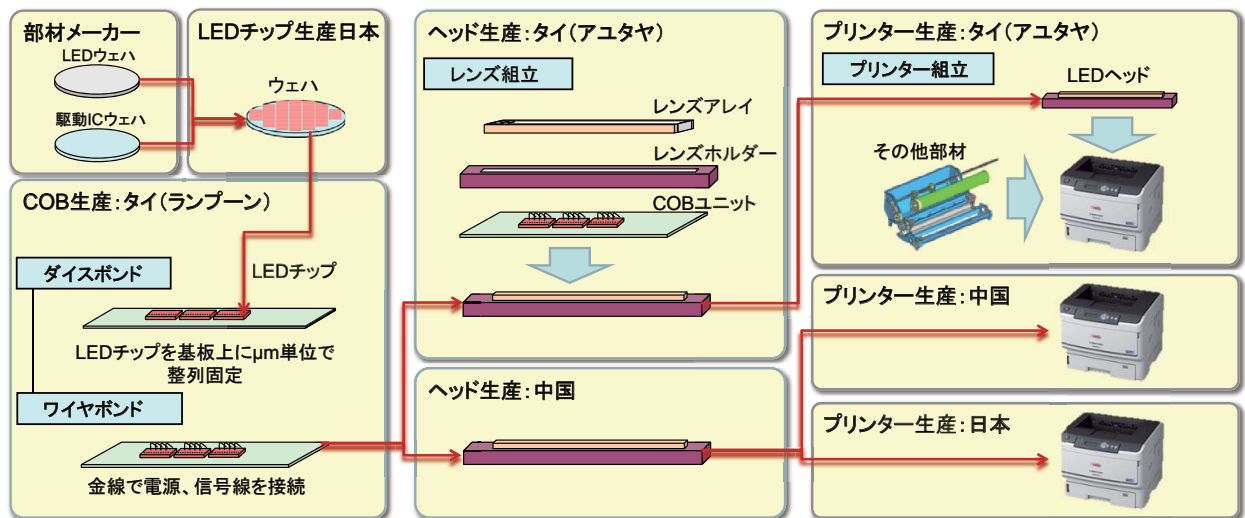 部材メーカー
LEDウェハ
駆動ICウェハ
LEDチップ生産日本
ウェハ
COB生産:タイ(ランプーン)
ダイスボンド
LEDチップ
LEDチップを基板上にμm単位で
整列固定
ワイヤボンド
金線で電源、信号線を接続
ヘッド生産:タイ(アユタヤ)
レンズ組立
レンズアレイ
レンズホルダー
COBユニット
ヘッド生産:中国
プリンター生産:タイ(アユタヤ)
プリンター組立
LEDヘッド
その他部材
プリンター生産:中国
プリンター生産:日本